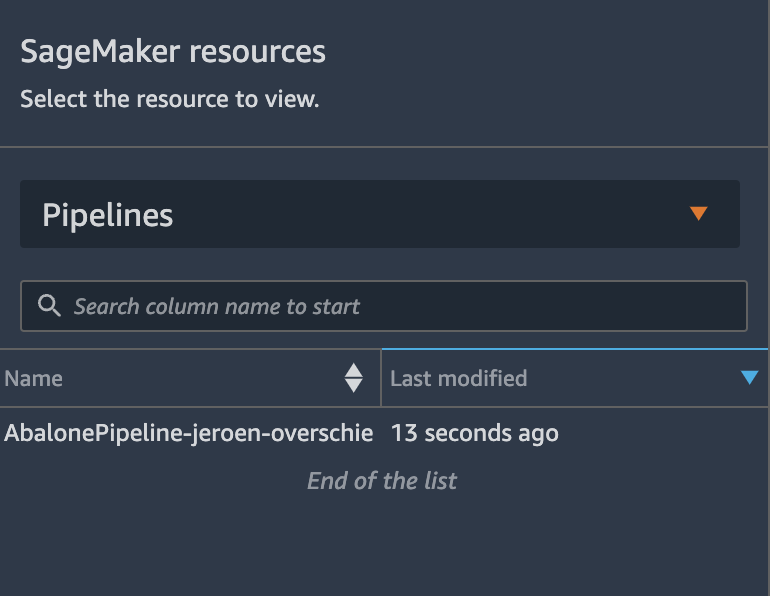 SageMaker resources
Select the resource to view.
Pipelines
Search column name to start
Name Last modified
AbalonePipeline-jeroen-overschie 13 seconds ago
End of the list